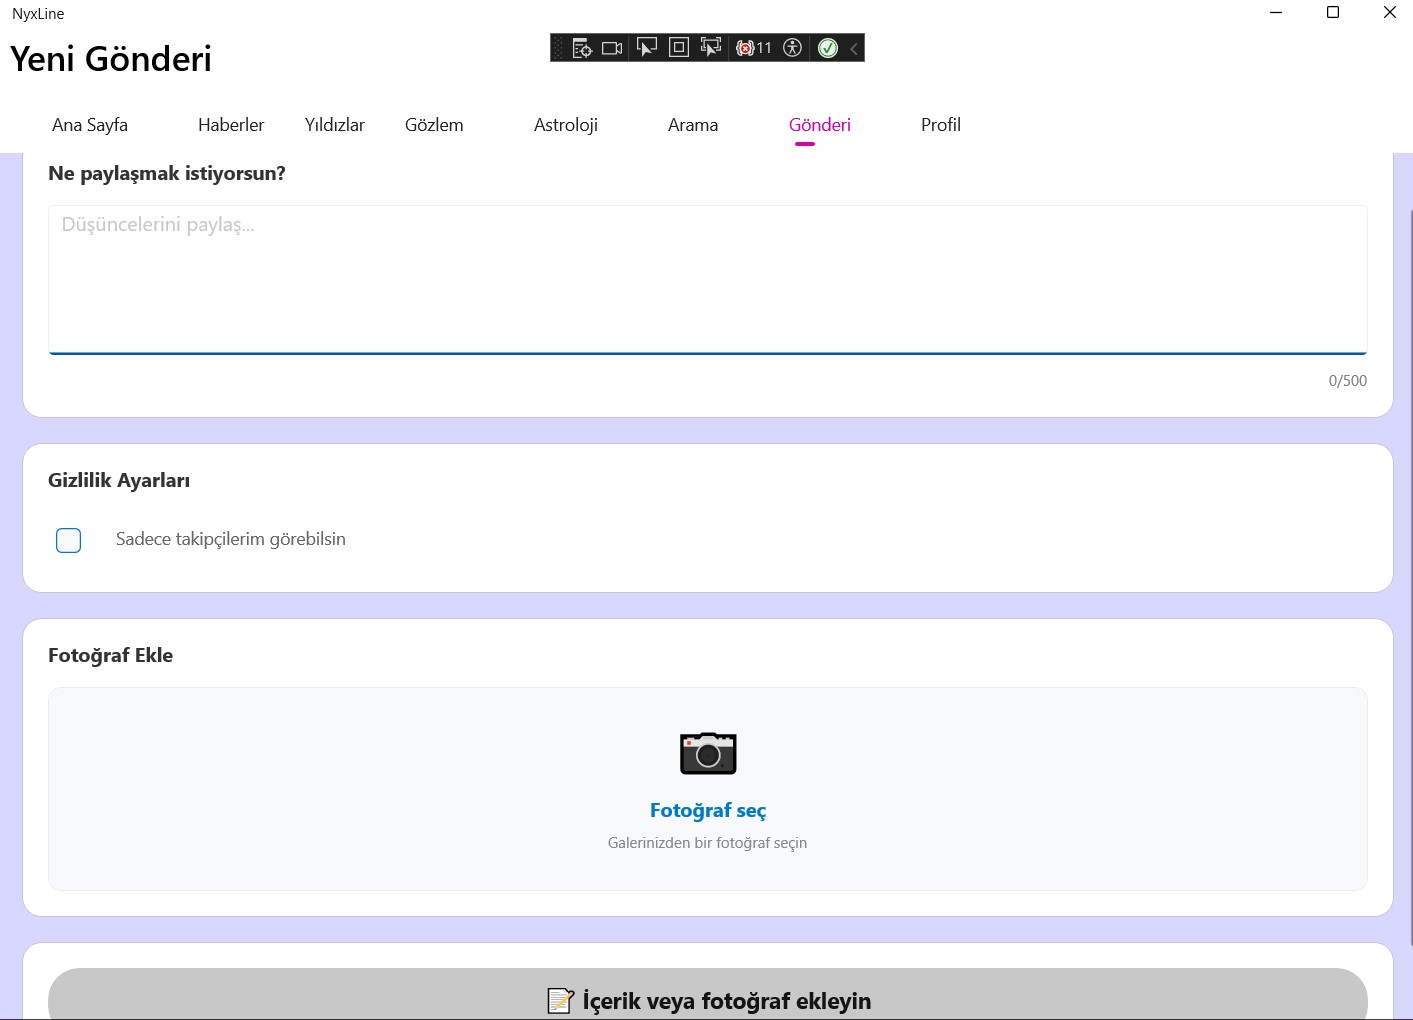 NyxLine
Yeni Gönderi
11
Ana Sayfa Haberler Yıldızlar Gözlem Astroloji Arama Gönderi Profil
Ne paylaşmak istiyorsun?
Düşüncelerini paylaş...
0/500
Gizlilik Ayarları
Sadece takipçilerim görebilsin
Fotoğraf Ekle
Fotoğraf seç
Galerinizden bir fotoğraf seçin
İçerik veya fotoğraf ekleyin